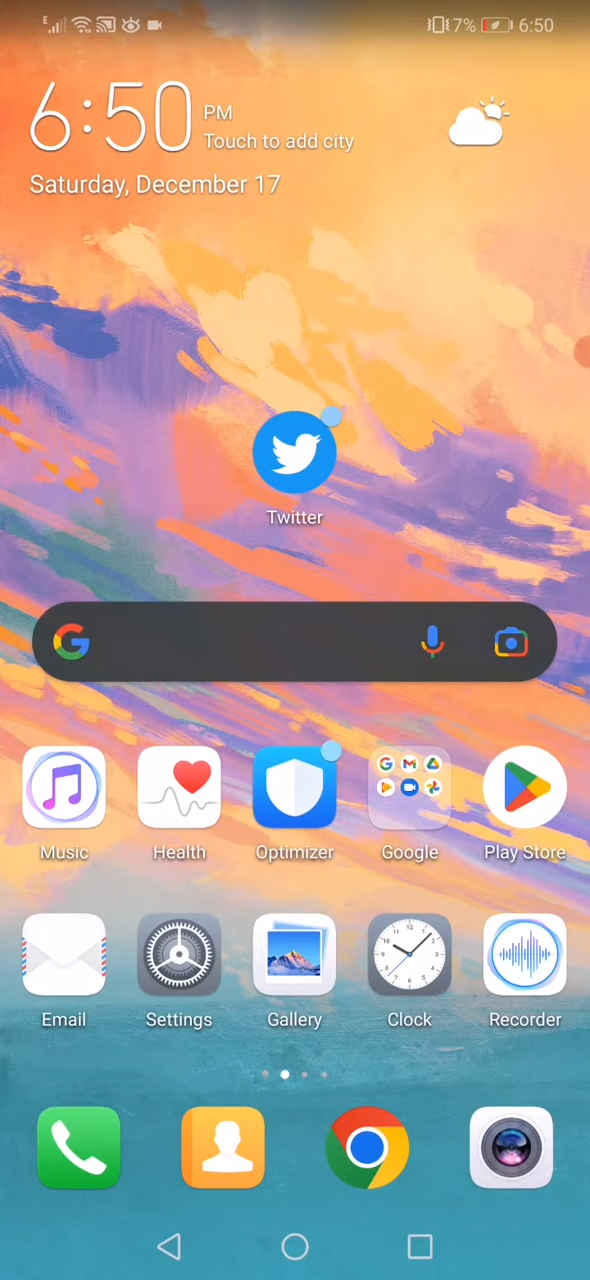 E 7% 6:50
6:50 PM
Touch to add city
Saturday, December 17
Twitter
Music Health Optimizer Google Play Store
Email Settings Gallery Clock Recorder